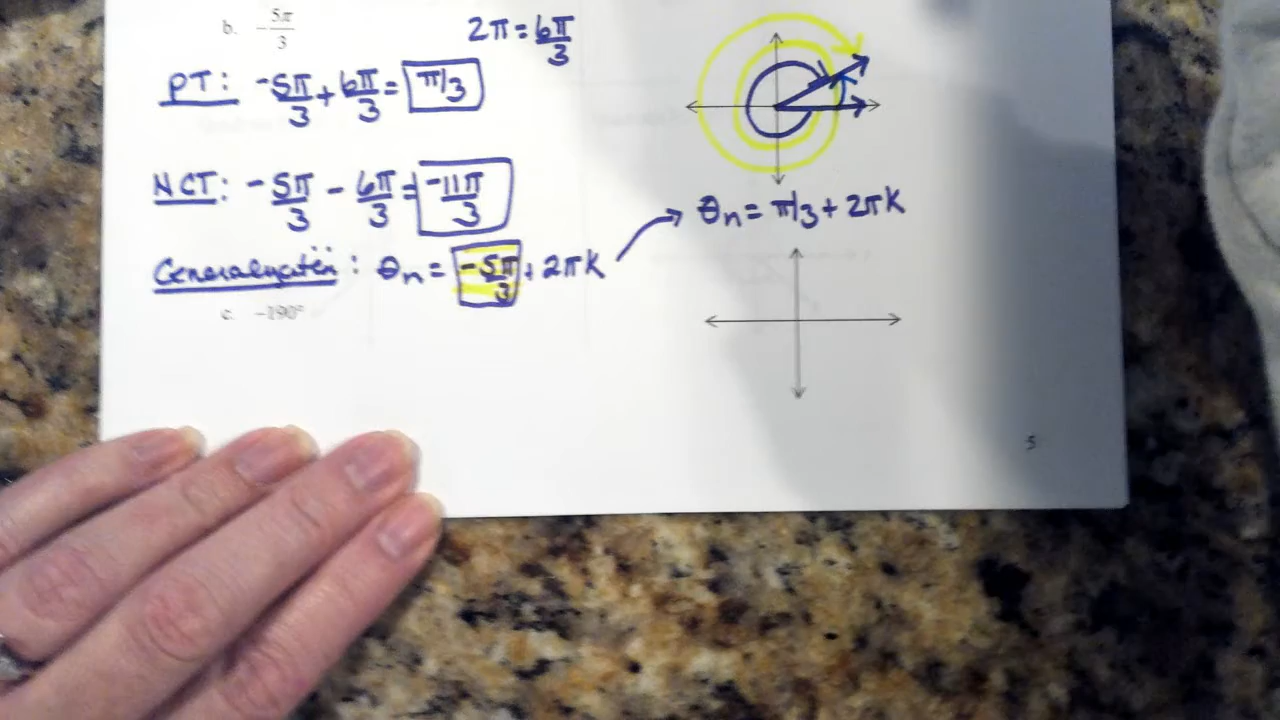 b. -5π/3
2π = 6π/3
PT: -5π/3 + 6π/3 = π/3
NCT: -5π/3 - 6π/3 = -11π/3
θn = π/3 + 2πk
: θn = -5π/3 + 2πk
c. -190°
5